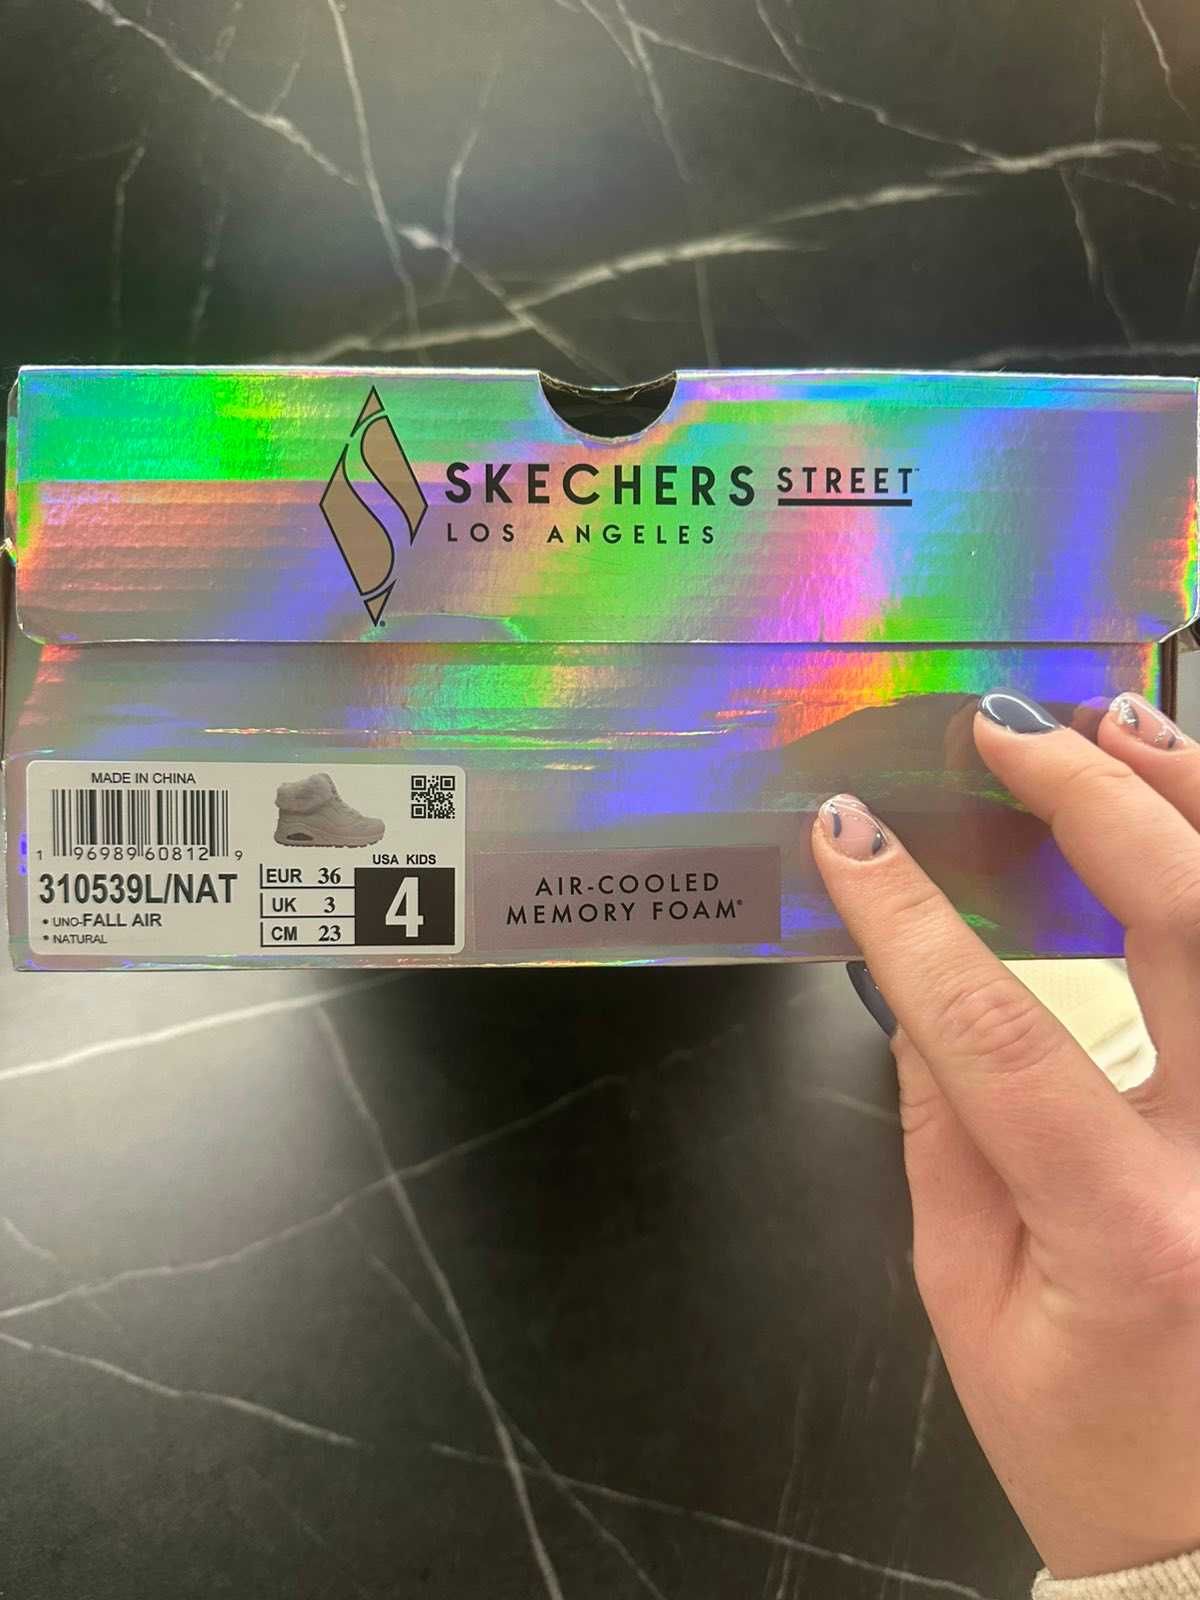 SKECHERS STREET™
LOS ANGELES
MADE IN CHINA
1 96989 60812 9
310539L/NAT
• UNO-FALL AIR
• NATURAL
USA KIDS
EUR 36
UK 3
CM 23
4
AIR-COOLED
MEMORY FOAM®